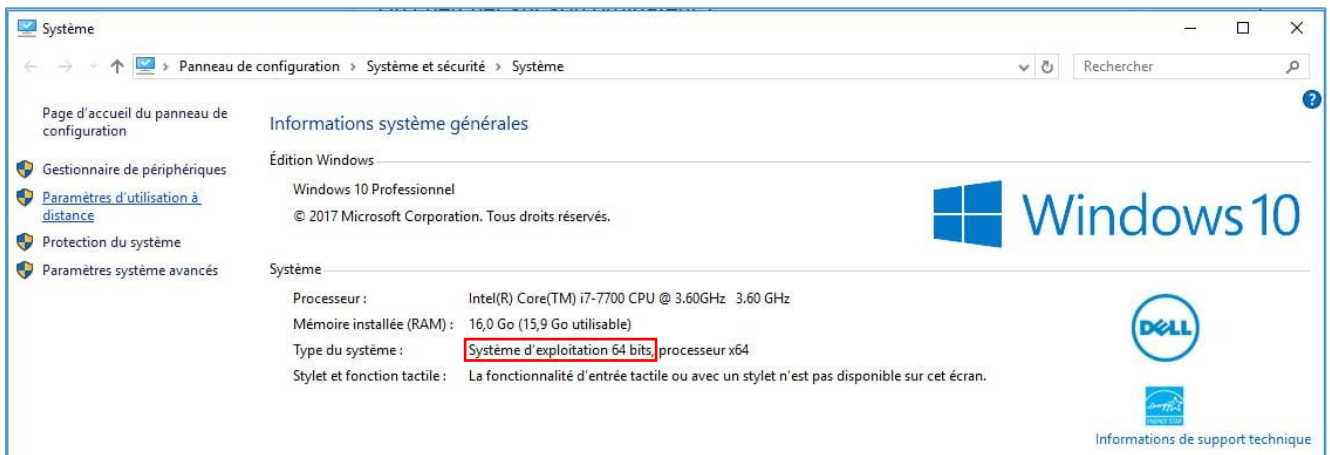 Système
Panneau de configuration > Système et sécurité > Système
Rechercher
Page d'accueil du panneau de
configuration
Gestionnaire de périphériques
Paramètres d'utilisation à
distance
Protection du système
Paramètres système avancés
Informations système générales
Édition Windows
Windows 10 Professionnel
© 2017 Microsoft Corporation. Tous droits réservés.
Windows 10
Système
Processeur : Intel(R) Core(TM) i7-7700 CPU @ 3.60GHz 3.60 GHz
Mémoire installée (RAM) : 16,0 Go (15,9 Go utilisable)
Type du système : Système d'exploitation 64 bits, processeur x64
Stylet et fonction tactile : La fonctionnalité d'entrée tactile ou avec un stylet n'est pas disponible sur cet écran.
DELL
ENERGY STAR
Informations de support technique